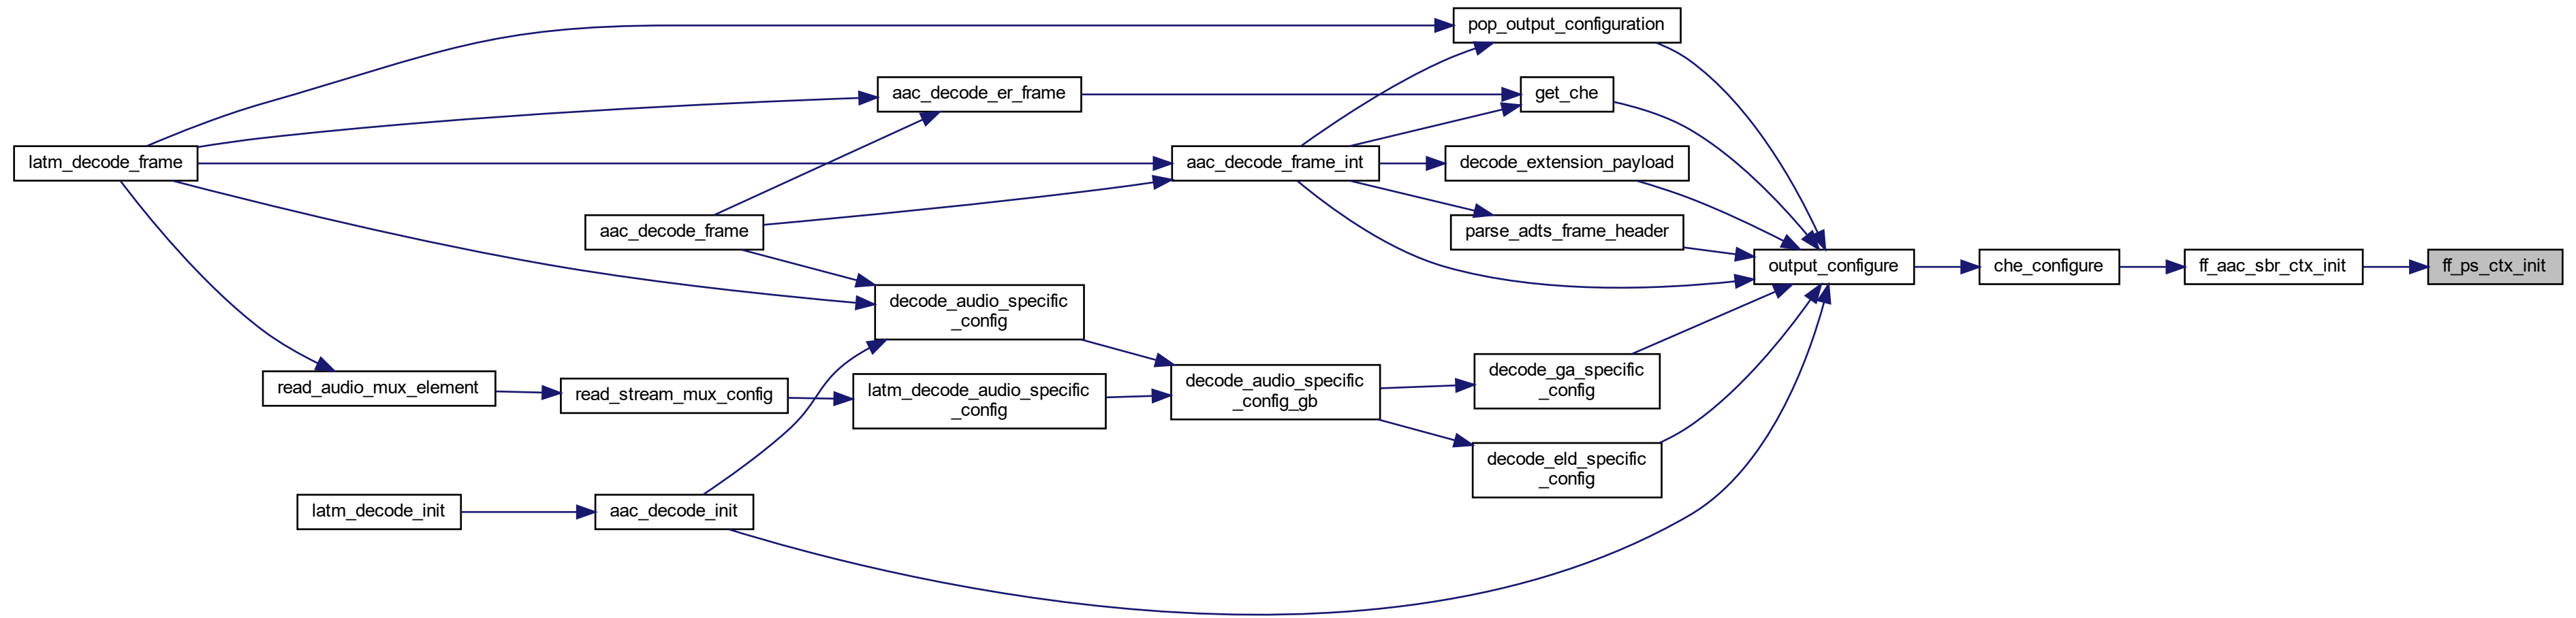 pop_output_configuration
aac_decode_er_frame
get_che
latm_decode_frame
aac_decode_frame_int
decode_extension_payload
aac_decode_frame
parse_adts_frame_header
output_configure
che_configure
ff_aac_sbr_ctx_init
ff_ps_ctx_init
decode_audio_specific
_config
read_audio_mux_element
read_stream_mux_config
latm_decode_audio_specific
_config
decode_audio_specific
_config_gb
decode_ga_specific
_config
decode_eld_specific
_config
latm_decode_init
aac_decode_init